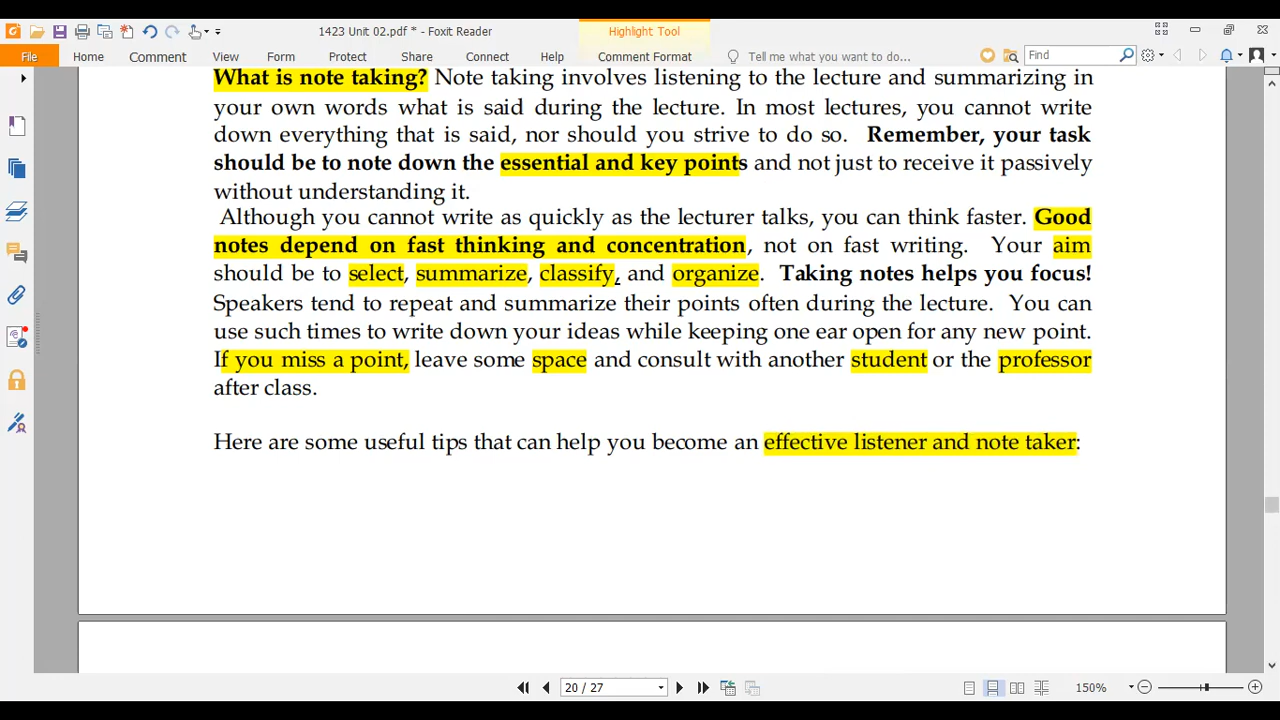 1423 Unit 02.pdf * - Foxit Reader
Highlight Tool
File Home Comment View Form Protect Share Connect Help Comment Format Tell me what you want to do... Find
What is note taking? Note taking involves listening to the lecture and summarizing in
your own words what is said during the lecture. In most lectures, you cannot write
down everything that is said, nor should you strive to do so. Remember, your task
should be to note down the essential and key points and not just to receive it passively
without understanding it.
Although you cannot write as quickly as the lecturer talks, you can think faster. Good
notes depend on fast thinking and concentration, not on fast writing. Your aim
should be to select, summarize, classify, and organize. Taking notes helps you focus!
Speakers tend to repeat and summarize their points often during the lecture. You can
use such times to write down your ideas while keeping one ear open for any new point.
If you miss a point, leave some space and consult with another student or the professor
after class.
Here are some useful tips that can help you become an effective listener and note taker:
20 / 27
150%